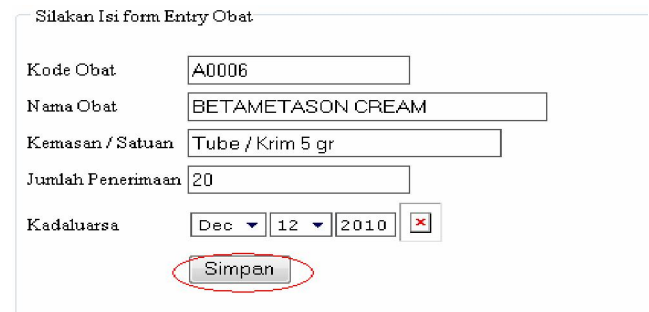 Silakan Isi form Entry Obat
Kode Obat A0006
Nama Obat BETAMETASON CREAM
Kemasan / Satuan Tube / Krim 5 gr
Jumlah Penerimaan 20
Kadaluarsa Dec 12 2010
Simpan